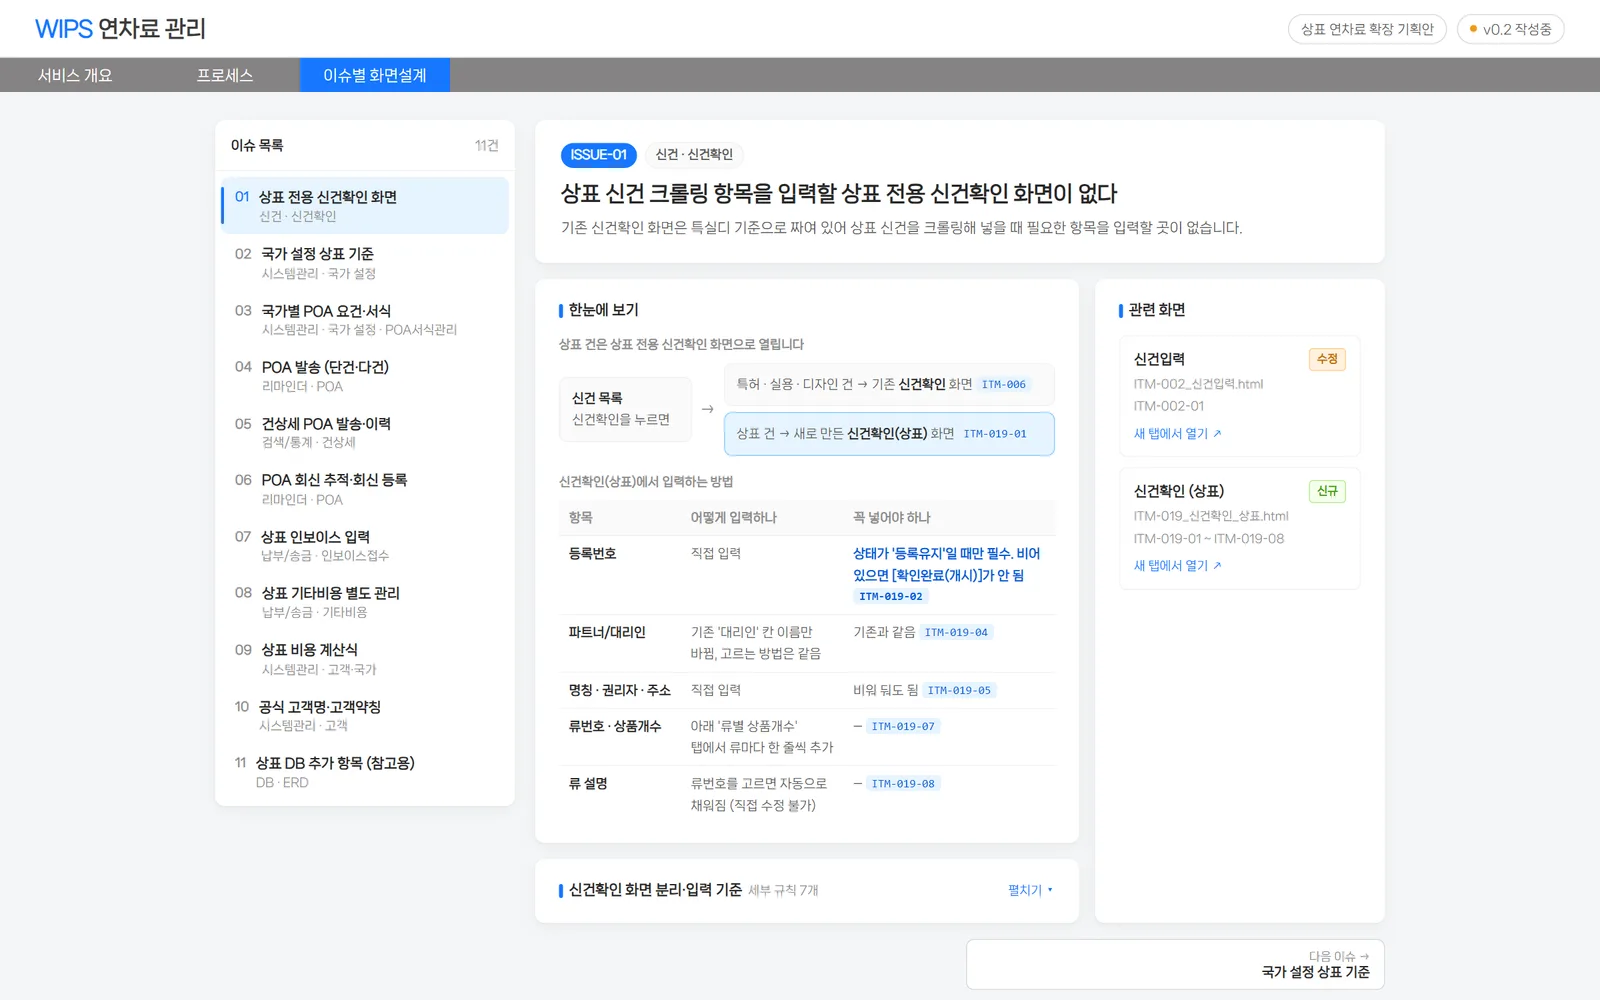 WIPS 연차료 관리
상표 연차료 확장 기획안
v0.2 작성중
서비스 개요
프로세스
이슈별 화면설계
이슈 목록
11건
01 상표 전용 신건확인 화면
신건 · 신건확인
02 국가 설정 상표 기준
시스템관리 · 국가 설정
03 국가별 POA 요건·서식
시스템관리 · 국가 설정 · POA서식관리
04 POA 발송 (단건·다건)
리마인더 · POA
05 건상세 POA 발송·이력
검색/통계 · 건상세
06 POA 회신 추적·회신 등록
리마인더 · POA
07 상표 인보이스 입력
납부/송금 · 인보이스접수
08 상표 기타비용 별도 관리
납부/송금 · 기타비용
09 상표 비용 계산식
시스템관리 · 고객·국가
10 공식 고객명·고객약칭
시스템관리 · 고객
11 상표 DB 추가 항목 (참고용)
DB · ERD
ISSUE-01
신건 · 신건확인
상표 신건 크롤링 항목을 입력할 상표 전용 신건확인 화면이 없다
기존 신건확인 화면은 특실디 기준으로 짜여 있어 상표 신건을 크롤링해 넣을 때 필요한 항목을 입력할 곳이 없습니다.
한눈에 보기
상표 건은 상표 전용 신건확인 화면으로 열립니다
신건 목록
신건확인을 누르면
→
특허 · 실용 · 디자인 건 → 기존 신건확인 화면 ITM-006
상표 건 → 새로 만든 신건확인(상표) 화면 ITM-019-01
신건확인(상표)에서 입력하는 방법
항목
어떻게 입력하나
꼭 넣어야 하나
등록번호
직접 입력
상태가 '등록유지'일 때만 필수. 비어
있으면 [확인완료(개시)]가 안 됨
ITM-019-02
파트너/대리인
기존 '대리인' 칸 이름만
바뀜, 고르는 방법은 같음
기존과 같음 ITM-019-04
명칭 · 권리자 · 주소
직접 입력
비워 둬도 됨 ITM-019-05
류번호 · 상품개수
아래 '류별 상품개수'
탭에서 류마다 한 줄씩 추가
— ITM-019-07
류 설명
류번호를 고르면 자동으로
채워짐 (직접 수정 불가)
— ITM-019-08
신건확인 화면 분리·입력 기준 세부 규칙 7개
펼치기 ▾
관련 화면
신건입력
수정
ITM-002_신건입력.html
ITM-002-01
새 탭에서 열기 ↗
신건확인 (상표)
신규
ITM-019_신건확인_상표.html
ITM-019-01 ~ ITM-019-08
새 탭에서 열기 ↗
다음 이슈 →
국가 설정 상표 기준